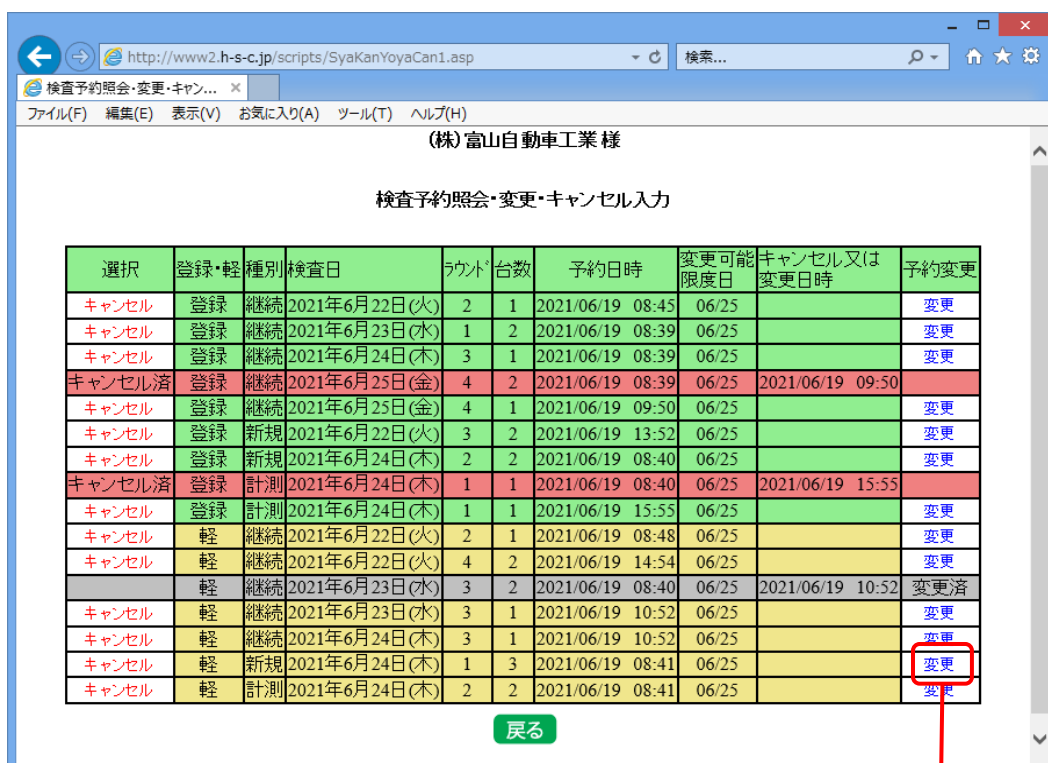 http://www2.h-s-c.jp/scripts/SyaKanYoyaCan1.asp 検索...
検査予約照会・変更・キャン... ×
ファイル(F) 編集(E) 表示(V) お気に入り(A) ツール(T) ヘルプ(H)
(株)富山自動車工業 様
検査予約照会・変更・キャンセル入力
選択 登録・軽 種別 検査日 ラウンド 台数 予約日時 変更可能限度日 キャンセル又は変更日時 予約変更
キャンセル 登録 継続 2021年6月22日(火) 2 1 2021/06/19 08:45 06/25 変更
キャンセル 登録 継続 2021年6月23日(水) 1 2 2021/06/19 08:39 06/25 変更
キャンセル 登録 継続 2021年6月24日(木) 3 1 2021/06/19 08:39 06/25 変更
キャンセル済 登録 継続 2021年6月25日(金) 4 2 2021/06/19 08:39 06/25 2021/06/19 09:50
キャンセル 登録 継続 2021年6月25日(金) 4 1 2021/06/19 09:50 06/25 変更
キャンセル 登録 新規 2021年6月22日(火) 3 2 2021/06/19 13:52 06/25 変更
キャンセル 登録 新規 2021年6月24日(木) 2 2 2021/06/19 08:40 06/25 変更
キャンセル済 登録 計測 2021年6月24日(木) 1 1 2021/06/19 08:40 06/25 2021/06/19 15:55
キャンセル 登録 計測 2021年6月24日(木) 1 1 2021/06/19 15:55 06/25 変更
キャンセル 軽 継続 2021年6月22日(火) 2 1 2021/06/19 08:48 06/25 変更
キャンセル 軽 継続 2021年6月22日(火) 4 2 2021/06/19 14:54 06/25 変更
軽 継続 2021年6月23日(水) 3 2 2021/06/19 08:40 06/25 2021/06/19 10:52 変更済
キャンセル 軽 継続 2021年6月23日(水) 3 1 2021/06/19 10:52 06/25 変更
キャンセル 軽 継続 2021年6月24日(木) 3 1 2021/06/19 10:52 06/25 変更
キャンセル 軽 新規 2021年6月24日(木) 1 3 2021/06/19 08:41 06/25 変更
キャンセル 軽 計測 2021年6月24日(木) 2 2 2021/06/19 08:41 06/25 変更
戻る